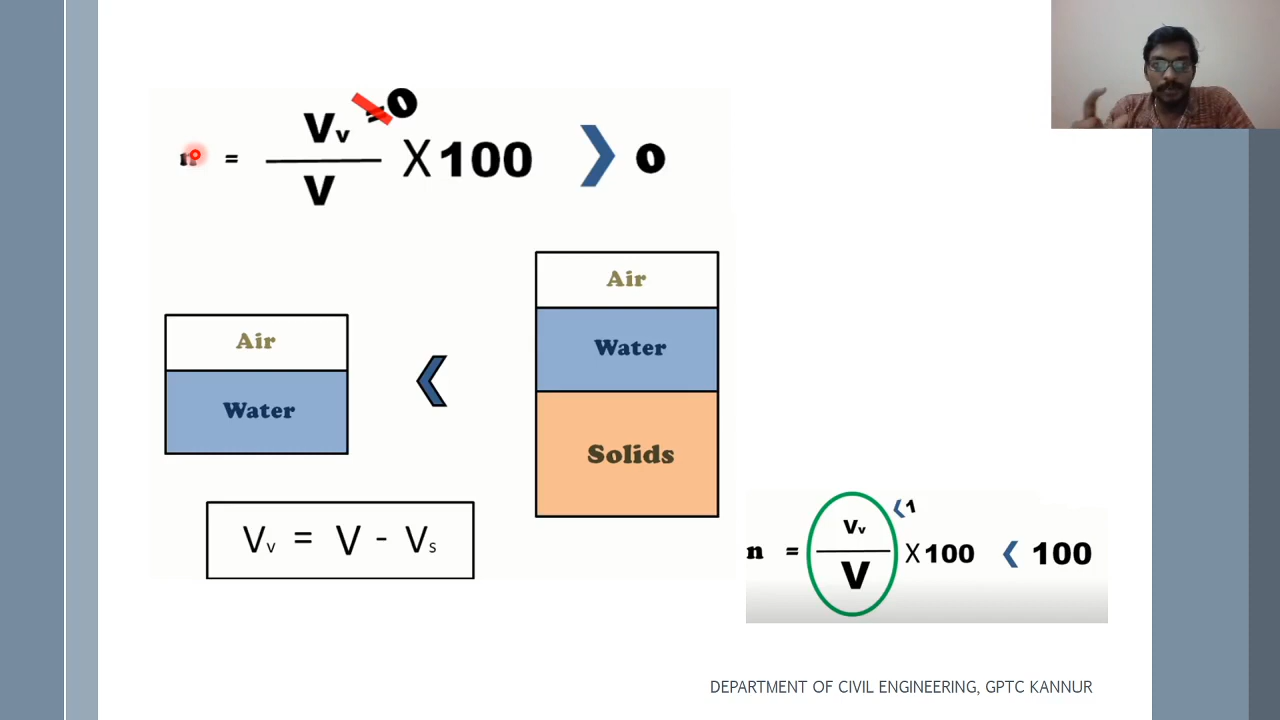 n = Vᵥ / V X 100 > 0
≠ 0
Air
Water
<
Air
Water
Solids
Vᵥ = V - Vₛ
n = Vᵥ / V X 100 < 100
< 1
DEPARTMENT OF CIVIL ENGINEERING, GPTC KANNUR